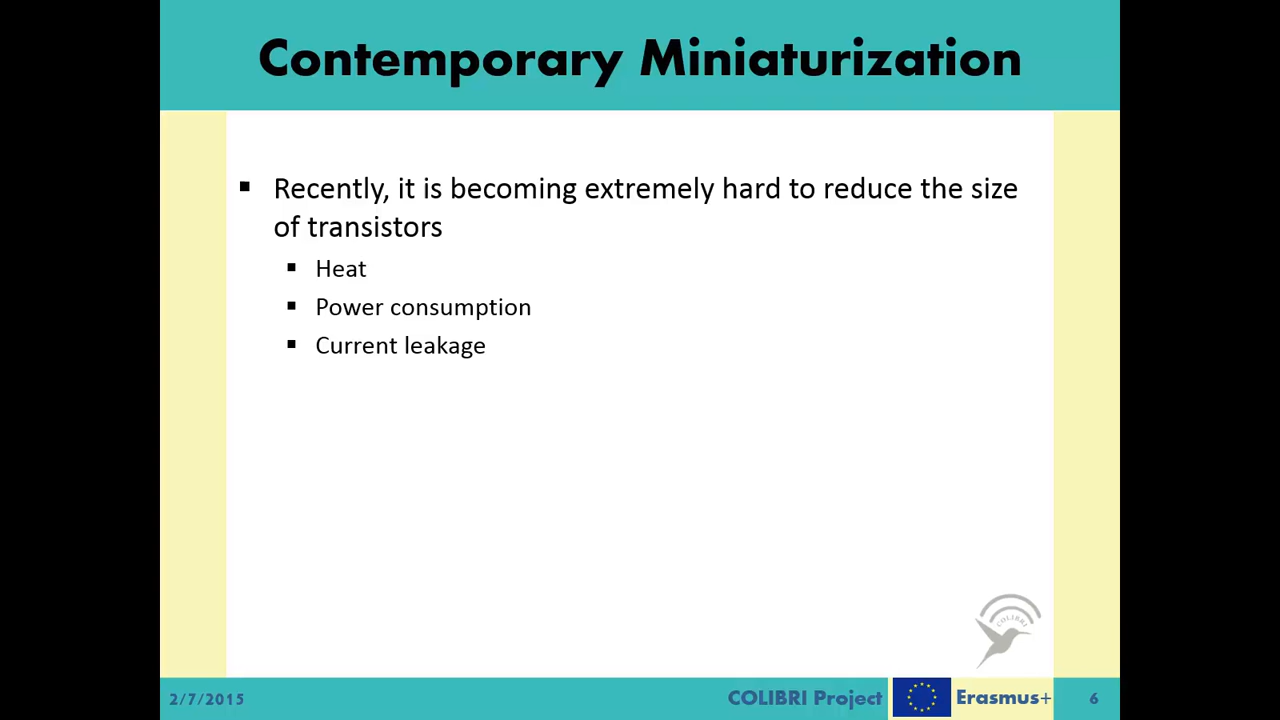 Contemporary Miniaturization
▪ Recently, it is becoming extremely hard to reduce the size
of transistors
▪ Heat
▪ Power consumption
▪ Current leakage
COLIBRI
2/7/2015
COLIBRI Project
Erasmus+
6